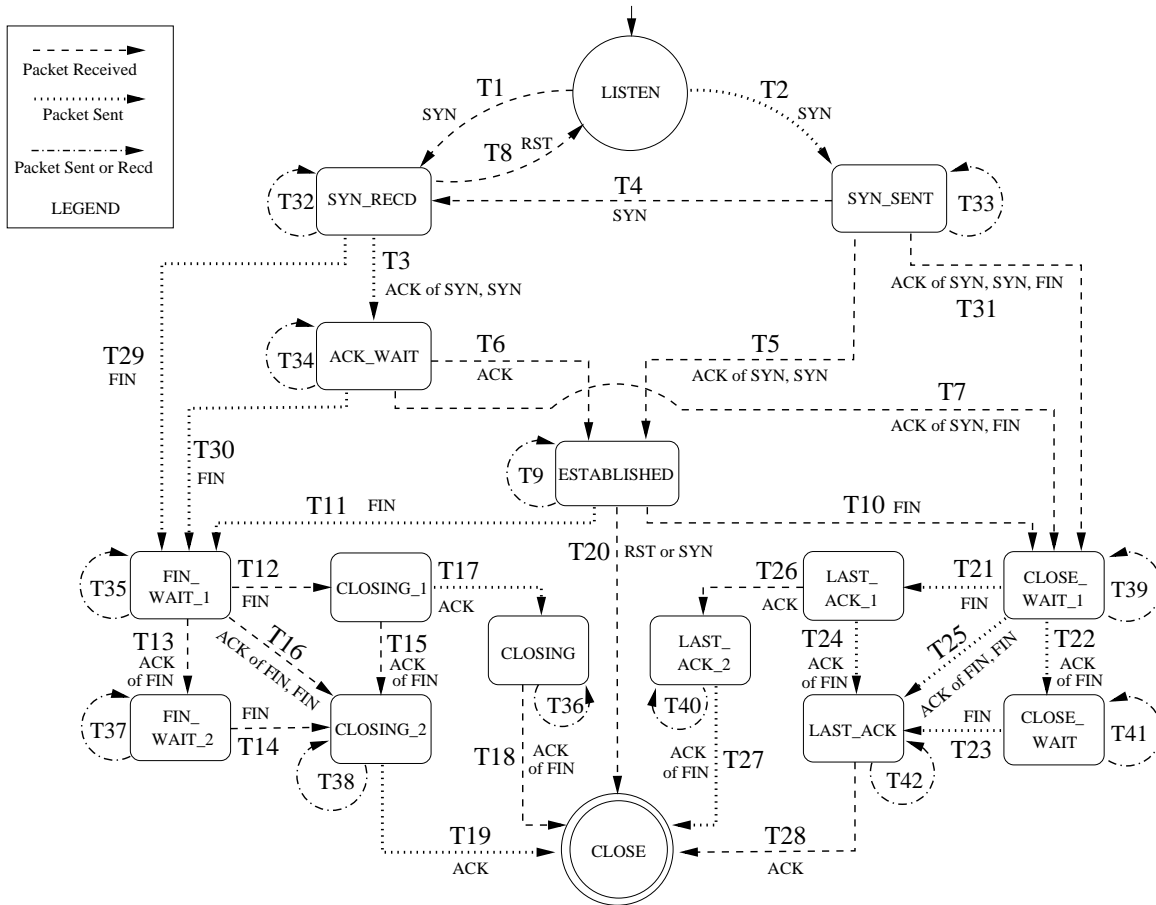 Packet Received
Packet Sent
Packet Sent or Recd
LEGEND
LISTEN
T1
SYN
T2
SYN
T8
RST
T32
SYN_RECD
T4
SYN
SYN_SENT
T33
T3
ACK of SYN, SYN
ACK of SYN, SYN, FIN
T31
T29
FIN
T34
ACK_WAIT
T6
ACK
T5
ACK of SYN, SYN
T7
ACK of SYN, FIN
T30
FIN
T9
ESTABLISHED
T11
FIN
T10
FIN
T20
RST or SYN
T35
FIN_
WAIT_1
T12
FIN
CLOSING_1
T17
ACK
T26
ACK
LAST_
ACK_1
T21
FIN
CLOSE_
WAIT_1
T39
T13
ACK
of FIN
T16
ACK of FIN, FIN
T15
ACK
of FIN
CLOSING
T36
LAST_
ACK_2
T40
T24
ACK
of FIN
T25
ACK of FIN, FIN
T22
ACK
of FIN
T37
FIN_
WAIT_2
FIN
T14
CLOSING_2
T38
T18
ACK
of FIN
ACK
of FIN
T27
LAST_ACK
T42
FIN
T23
CLOSE_
WAIT
T41
T19
ACK
CLOSE
T28
ACK